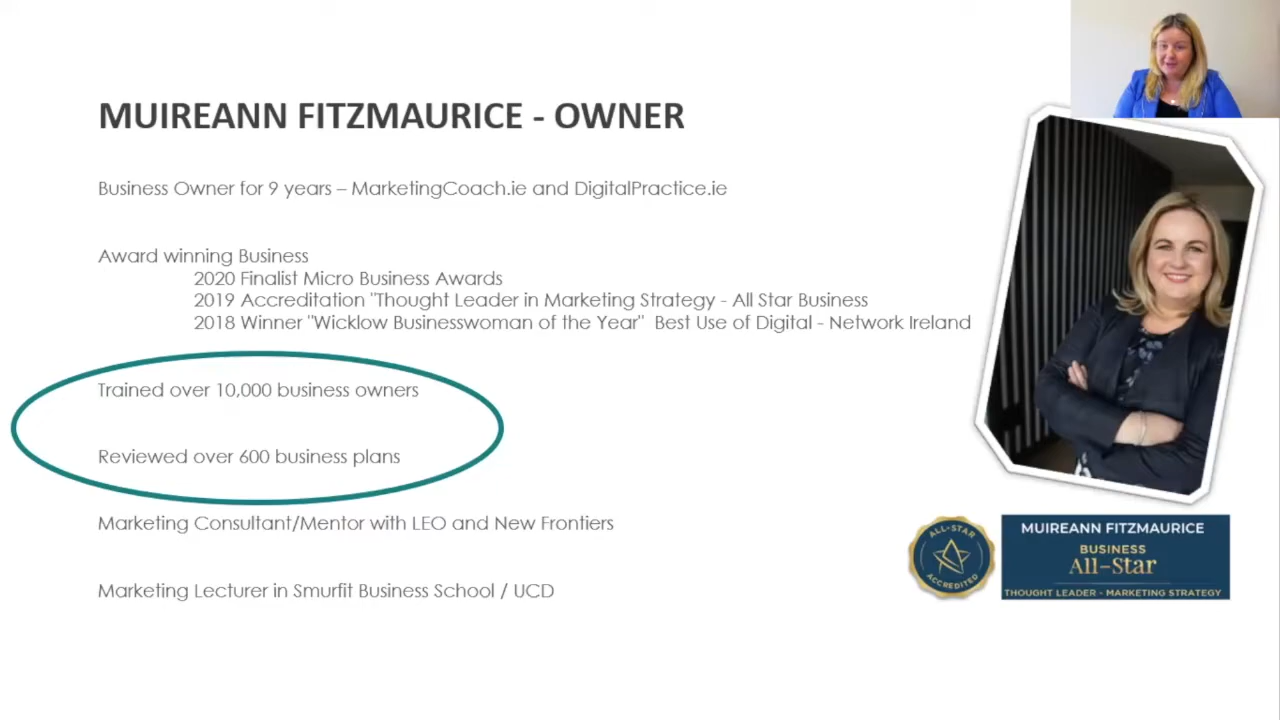 MUIREANN FITZMAURICE - OWNER
Business Owner for 9 years – MarketingCoach.ie and DigitalPractice.ie
Award winning Business
2020 Finalist Micro Business Awards
2019 Accreditation "Thought Leader in Marketing Strategy - All Star Business
2018 Winner "Wicklow Businesswoman of the Year" Best Use of Digital - Network Ireland
Trained over 10,000 business owners
Reviewed over 600 business plans
Marketing Consultant/Mentor with LEO and New Frontiers
Marketing Lecturer in Smurfit Business School / UCD
ALL-STAR
ACCREDITED
MUIREANN FITZMAURICE
BUSINESS
All-Star
THOUGHT LEADER - MARKETING STRATEGY